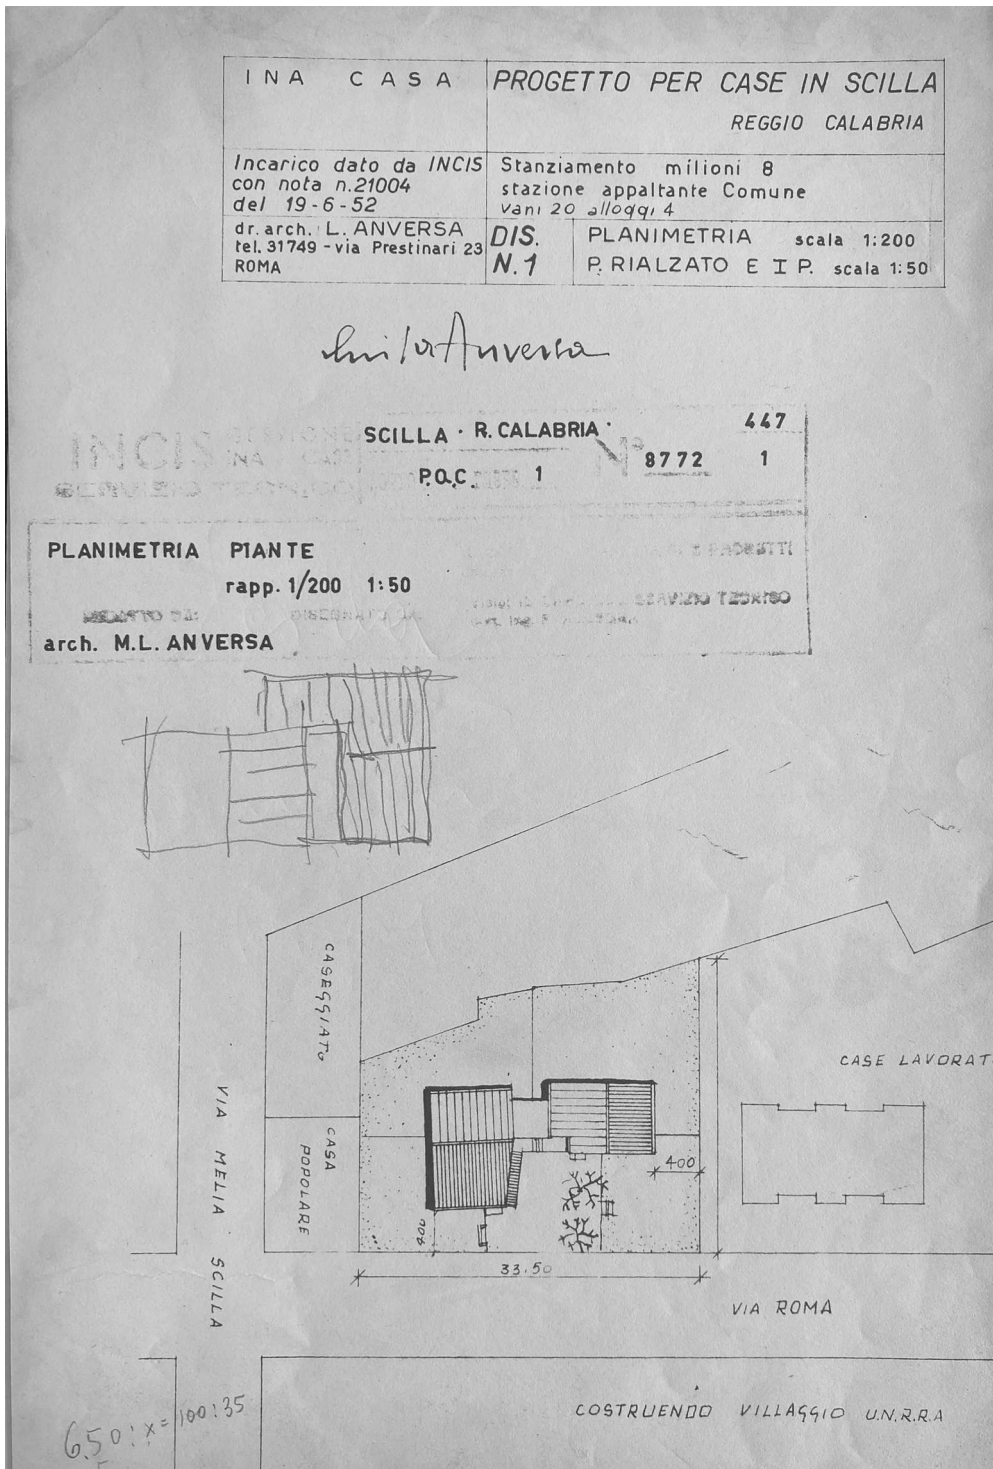 INA CASA
PROGETTO PER CASE IN SCILLA
REGGIO CALABRIA
Incarico dato da INCIS
con nota n.21004
del 19-6-52
Stanziamento milioni 8
stazione appaltante Comune
vani 20 alloggi 4
dr. arch. L. ANVERSA
tel. 31749 - via Prestinari 23
ROMA
DIS.
N.1
PLANIMETRIA scala 1:200
P. RIALZATO E I P. scala 1:50
Anversa
INCIS
SCILLA · R. CALABRIA ·
447
Nº 8772 1
P.O.C. 1
PLANIMETRIA PIANTE
rapp. 1/200 1:50
arch. M.L. ANVERSA
CASEGGIATO
CASE LAVORAT
CASA
POPOLARE
VIA MELIA SCILLA
400
33.50
VIA ROMA
COSTRUENDO VILLAGGIO U.N.R.R.A
6.50 : x = 100 : 35